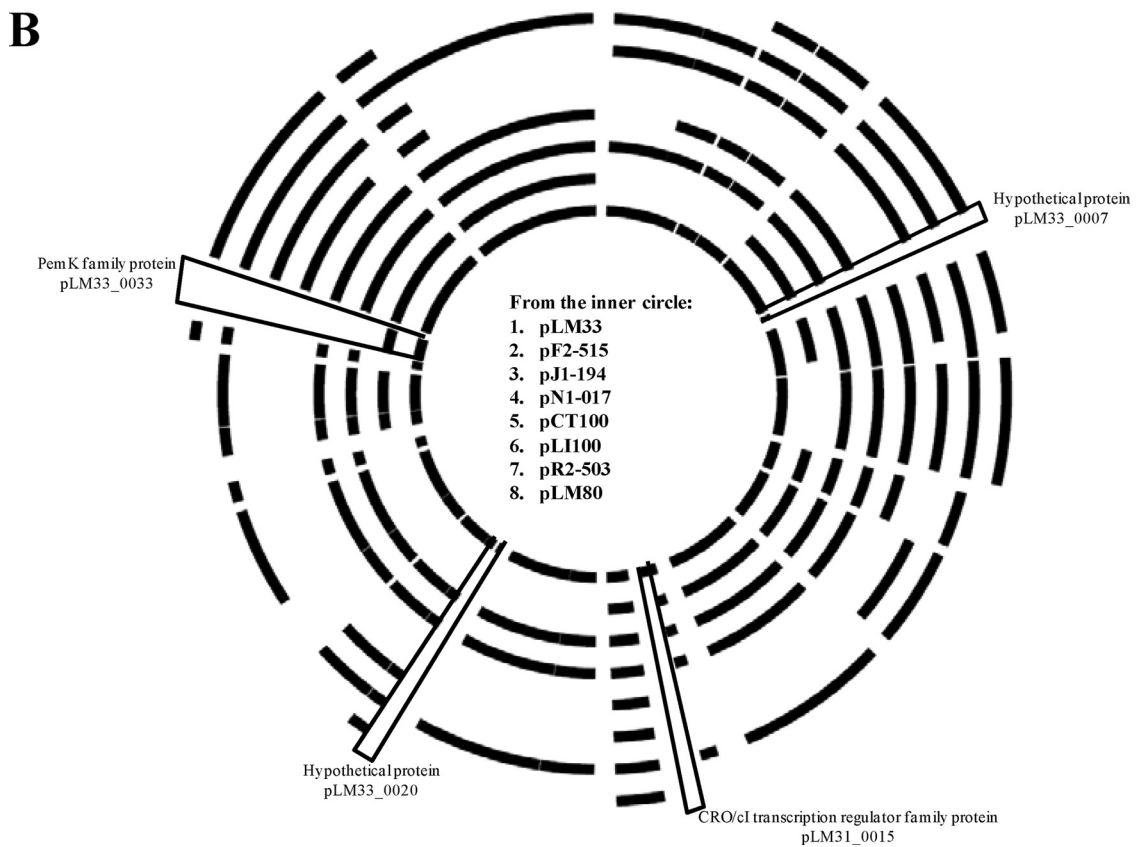 B
Hypothetical protein
pLM33_0007
PemK family protein
pLM33_0033
From the inner circle:
1. pLM33
2. pF2-515
3. pJ1-194
4. pN1-017
5. pCT100
6. pLI100
7. pR2-503
8. pLM80
Hypothetical protein
pLM33_0020
CRO/cI transcription regulator family protein
pLM31_0015